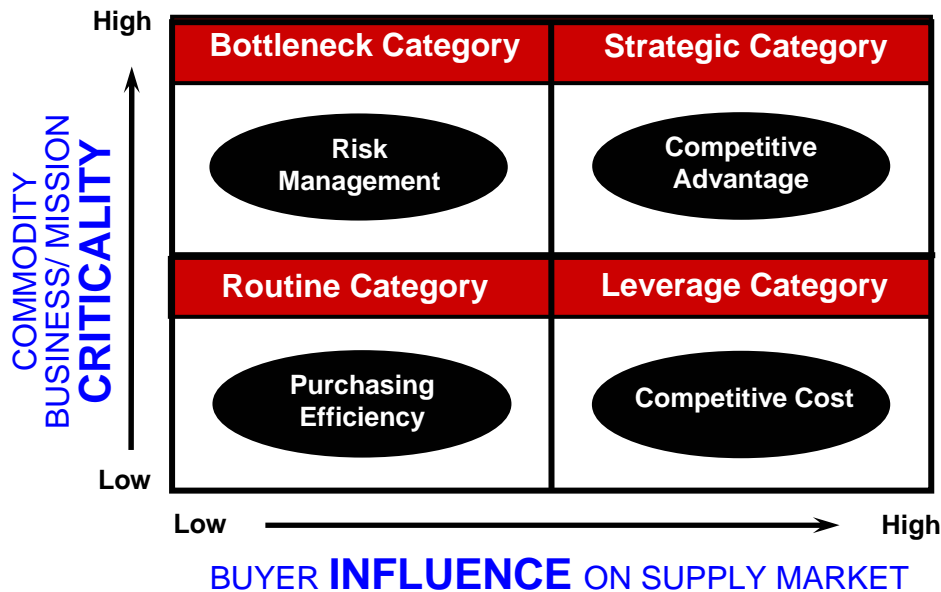 High
Bottleneck Category
Strategic Category
Risk
Management
Competitive
Advantage
COMMODITY
BUSINESS/ MISSION
CRITICALITY
Routine Category
Leverage Category
Purchasing
Efficiency
Competitive Cost
Low
Low
High
BUYER INFLUENCE ON SUPPLY MARKET